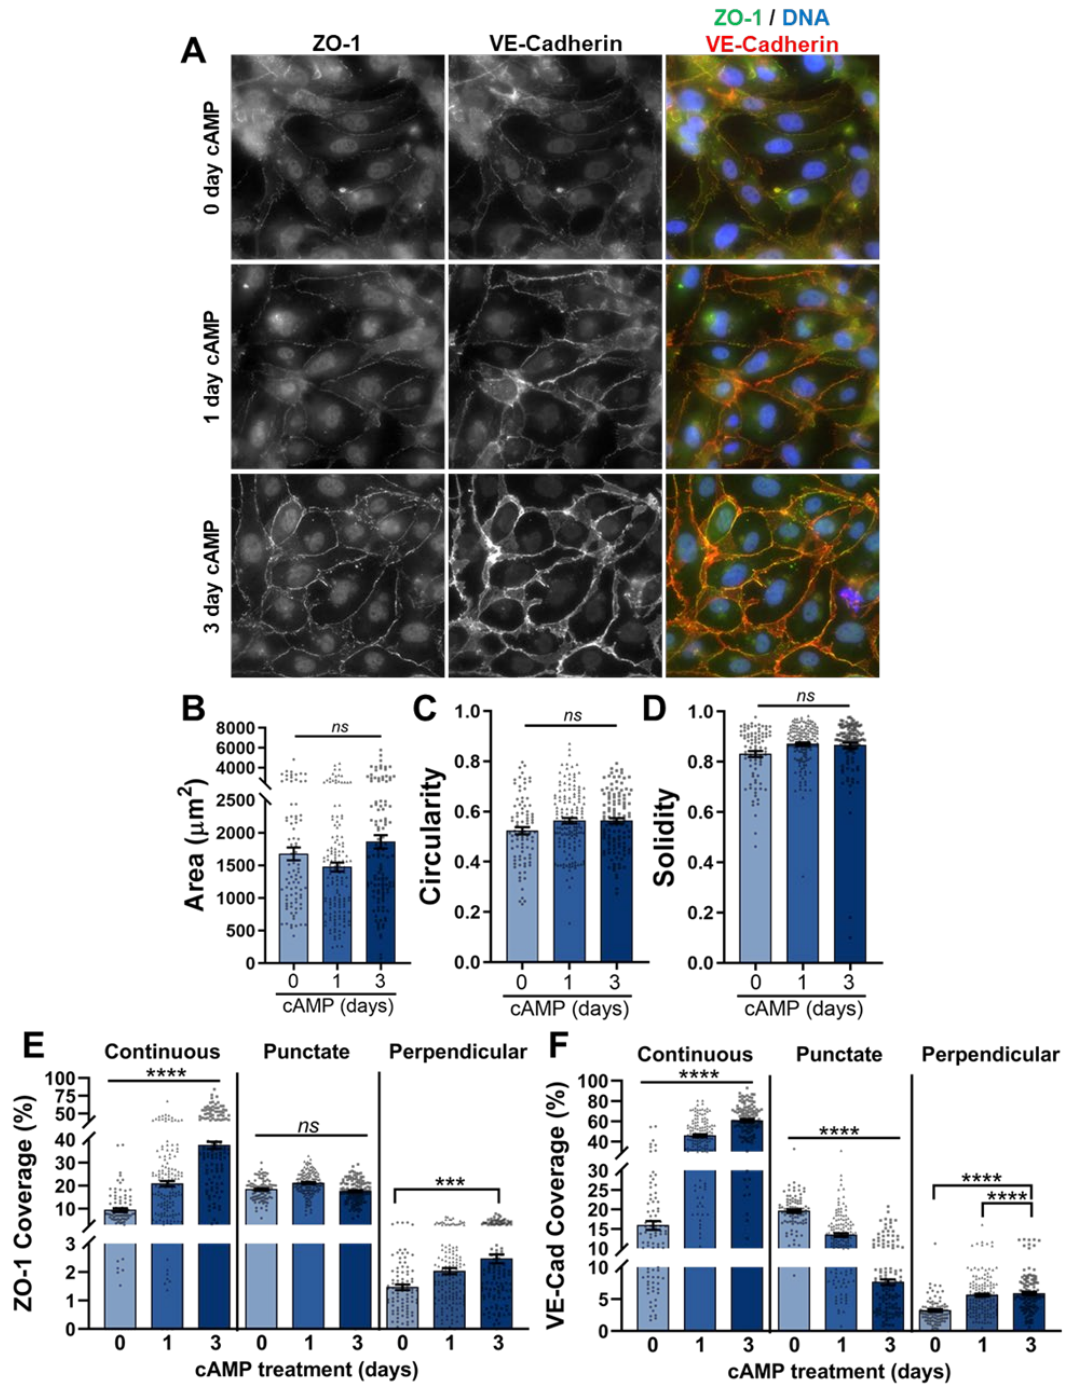 ZO-1 / DNA
A ZO-1 VE-Cadherin VE-Cadherin
0 day cAMP
1 day cAMP
3 day cAMP
B
ns
8000
6000
4000
2500
2000
1500
1000
500
0
Area (μm²)
0 1 3
cAMP (days)
C
ns
1.0
0.8
0.6
0.4
0.2
0.0
Circularity
0 1 3
cAMP (days)
D
ns
1.0
0.8
0.6
0.4
0.2
0.0
Solidity
0 1 3
cAMP (days)
E Continuous Punctate Perpendicular
**** ns ***
100
75
50
40
30
20
10
3
2
1
0
ZO-1 Coverage (%)
0 1 3 0 1 3 0 1 3
cAMP treatment (days)
F Continuous Punctate Perpendicular
**** **** ****
****
100
80
60
40
30
25
20
15
10
10
5
0
VE-Cad Coverage (%)
0 1 3 0 1 3 0 1 3
cAMP treatment (days)